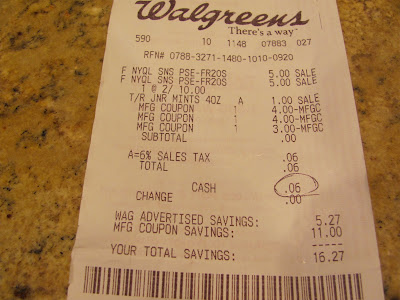 Walgreens
There's a way
590 10 1148 07883 027
RFN# 0788-3271-1480-1010-0920
F NYQL SNS PSE-FR20S 5.00 SALE
F NYQL SNS PSE-FR20S 5.00 SALE
1 @ 2/ 10.00
T/R JNR MINTS 4OZ A 1.00 SALE
MFG COUPON 1 4.00-MFGC
MFG COUPON 1 4.00-MFGC
MFG COUPON 1 3.00-MFGC
SUBTOTAL .00
A=6% SALES TAX .06
TOTAL .06
CASH .06
CHANGE .00
WAG ADVERTISED SAVINGS: 5.27
MFG COUPON SAVINGS: 11.00
-----
YOUR TOTAL SAVINGS: 16.27